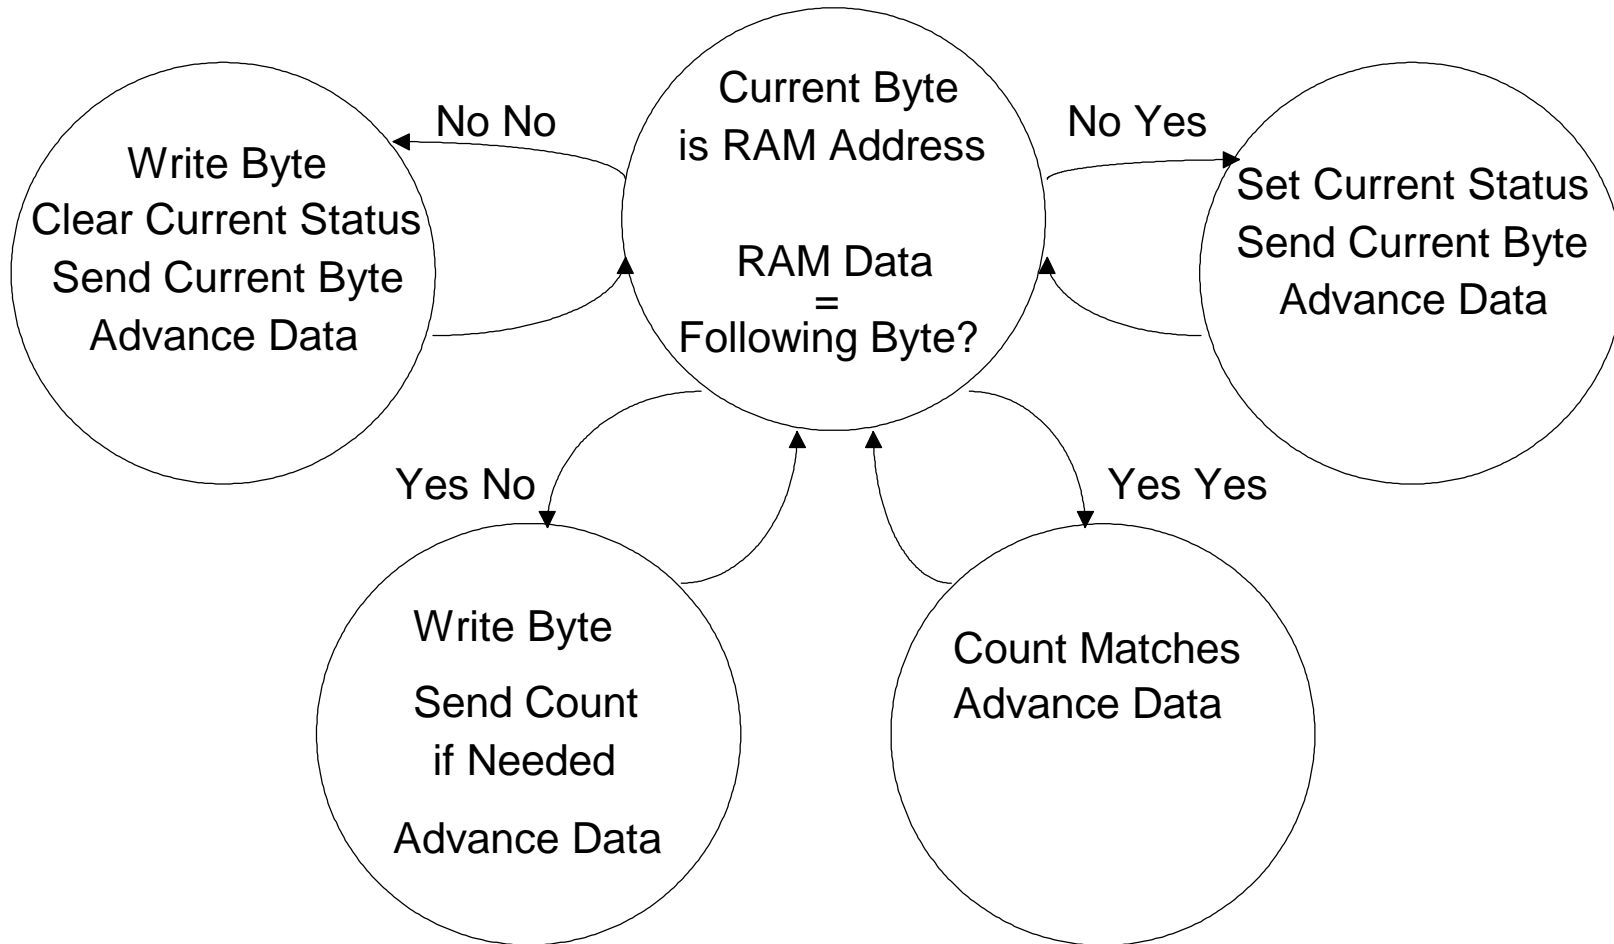 Current Byte
is RAM Address
RAM Data
=
Following Byte?
No No
Write Byte
Clear Current Status
Send Current Byte
Advance Data
No Yes
Set Current Status
Send Current Byte
Advance Data
Yes No
Write Byte
Send Count
if Needed
Advance Data
Yes Yes
Count Matches
Advance Data